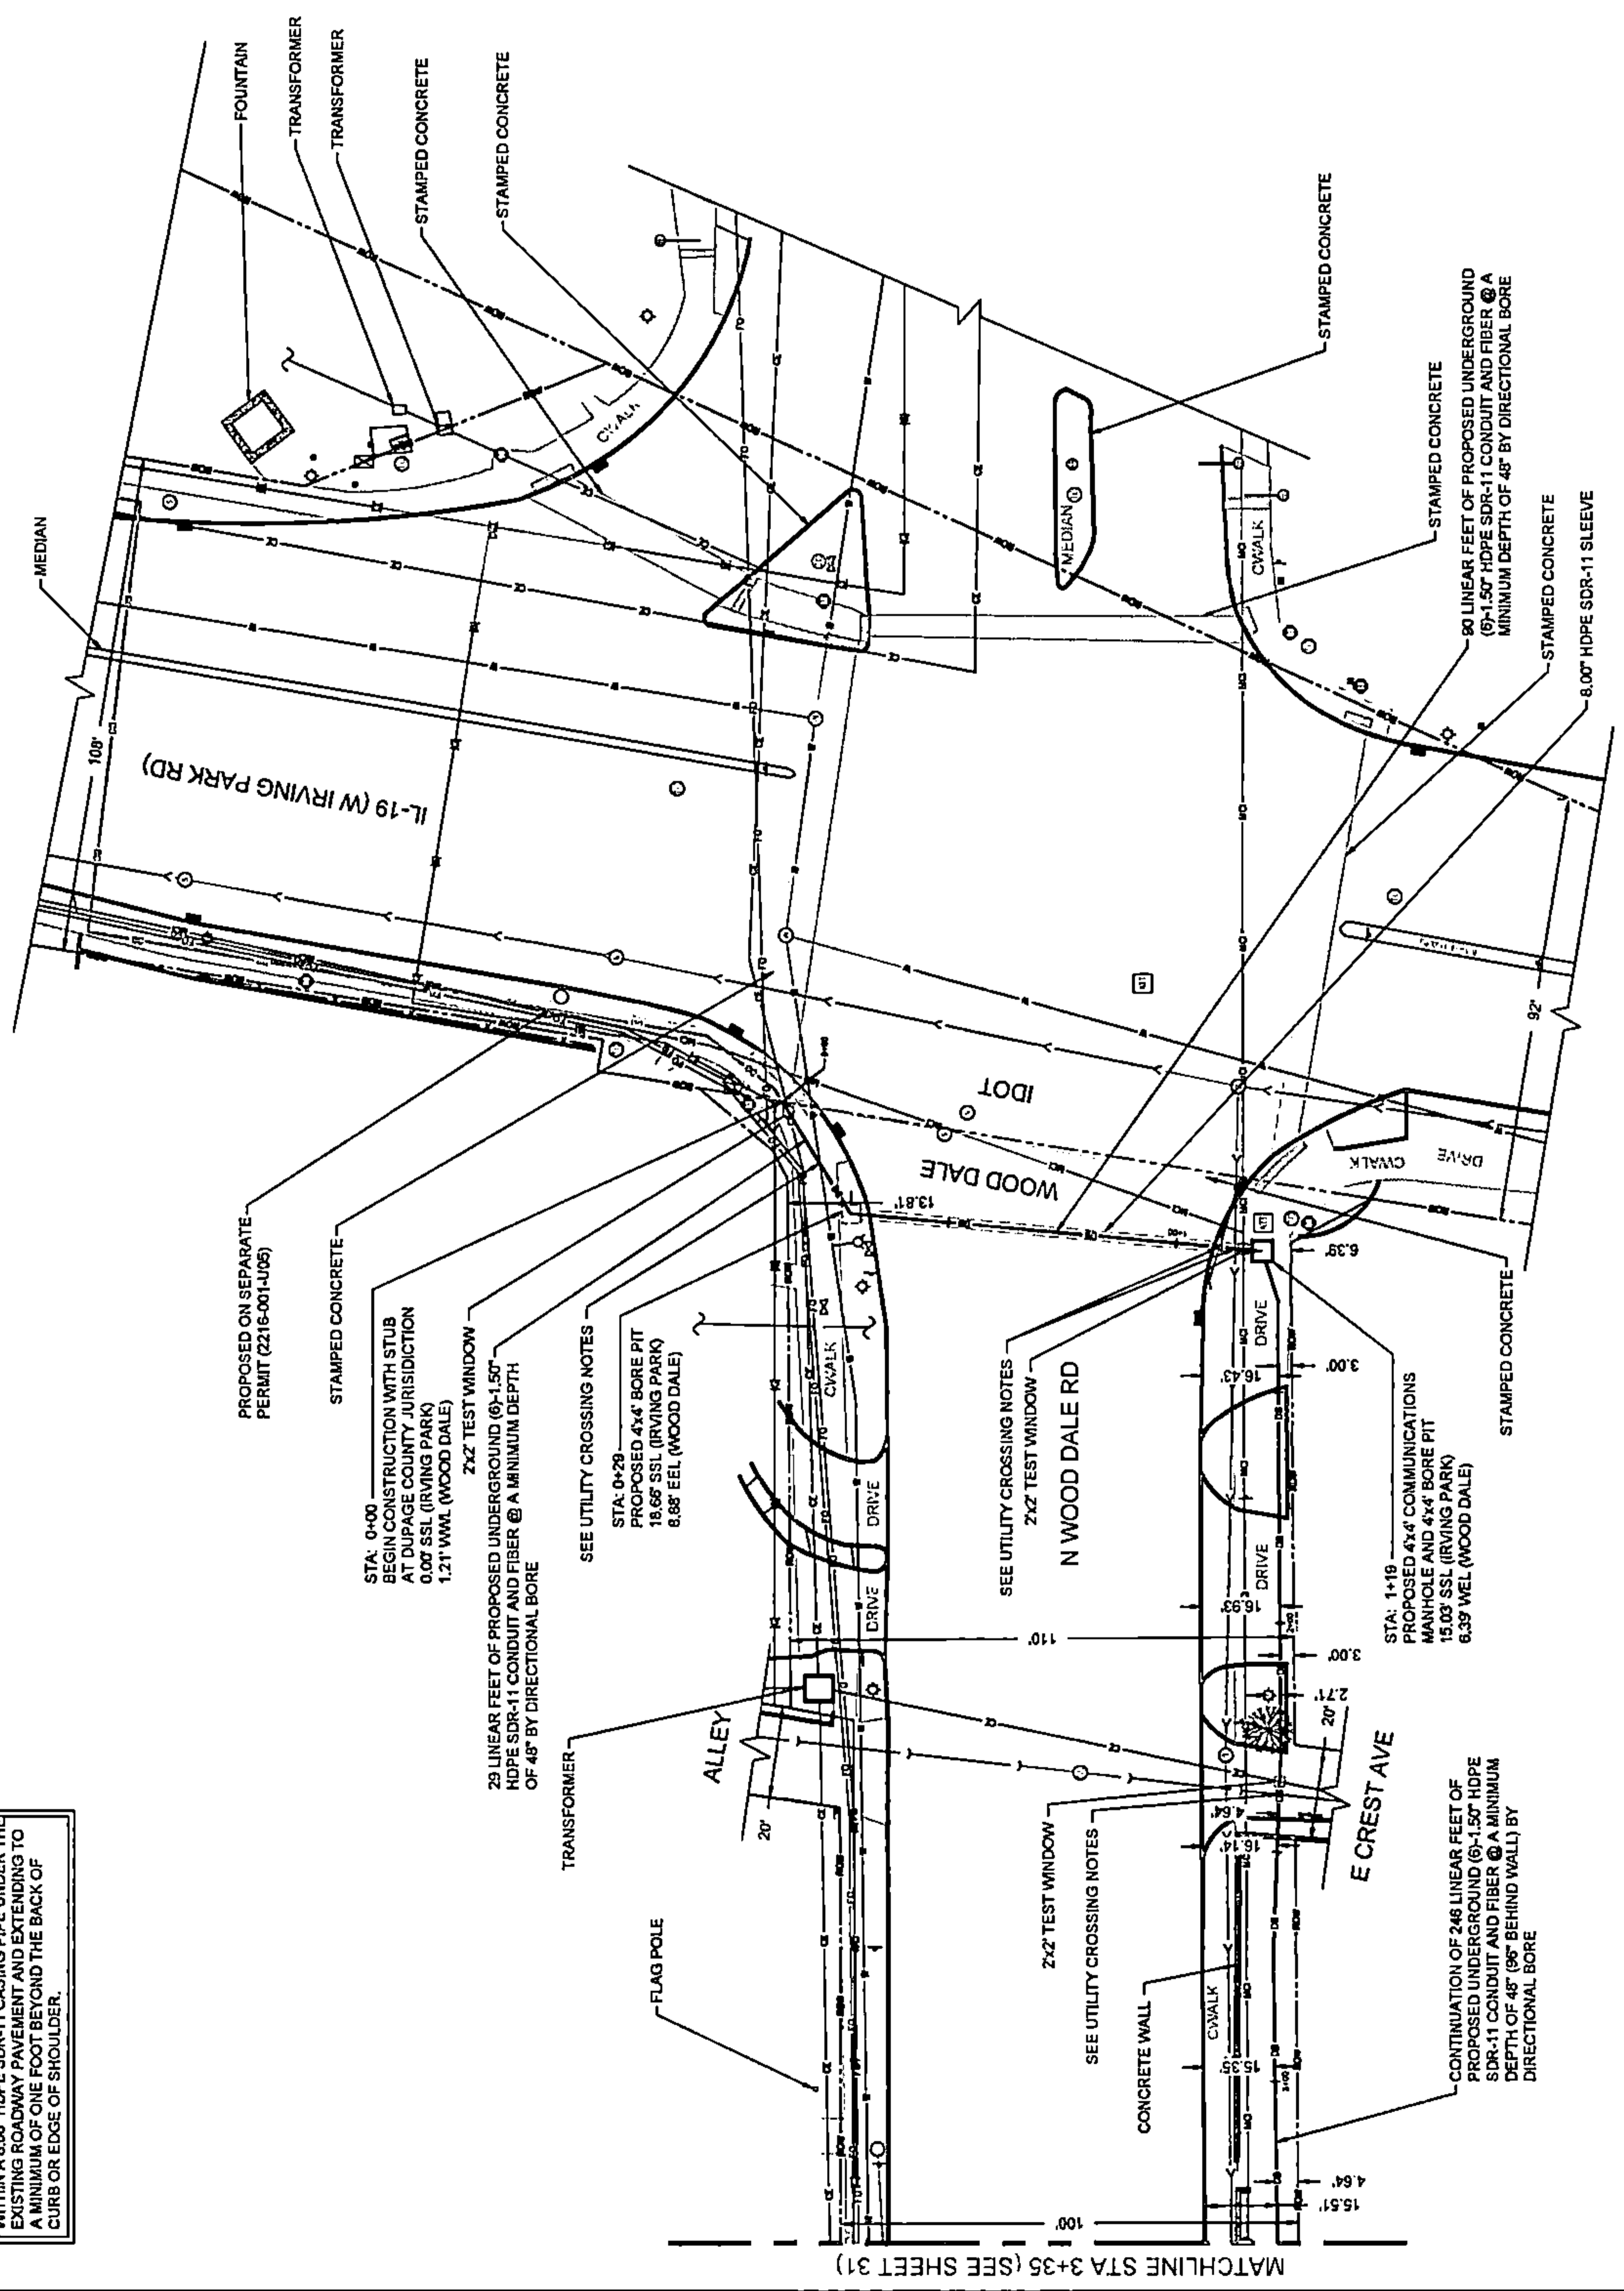 EXISTING ROADWAY PAVEMENT AND EXTENDING TO
A MINIMUM OF ONE FOOT BEYOND THE BACK OF
CURB OR EDGE OF SHOULDER.
MEDIAN
FOUNTAIN
TRANSFORMER
TRANSFORMER
STAMPED CONCRETE
STAMPED CONCRETE
108'
IL-19 (W IRVING PARK RD)
CWALK
STAMPED CONCRETE
MEDIAN
CWALK
STAMPED CONCRETE
90 LINEAR FEET OF PROPOSED UNDERGROUND
(6)-1.50" HDPE SDR-11 CONDUIT AND FIBER @ A
MINIMUM DEPTH OF 48" BY DIRECTIONAL BORE
STAMPED CONCRETE
8.00" HDPE SDR-11 SLEEVE
PROPOSED ON SEPARATE
PERMIT (2216-001-U05)
STAMPED CONCRETE
STA: 0+00
BEGIN CONSTRUCTION WITH STUB
AT DUPAGE COUNTY JURISIDICTION
0.00' SSL (IRVING PARK)
1.21' WWL (WOOD DALE)
2'x2' TEST WINDOW
29 LINEAR FEET OF PROPOSED UNDERGROUND (6)-1.50"
HDPE SDR-11 CONDUIT AND FIBER @ A MINIMUM DEPTH
OF 48" BY DIRECTIONAL BORE
SEE UTILITY CROSSING NOTES
STA: 0+29
PROPOSED 4'x4' BORE PIT
18.66' SSL (IRVING PARK)
8.88' EEL (WOOD DALE)
IDOT
WOOD DALE
13.81'
92'
CWALK
DRIVE
6.39'
STAMPED CONCRETE
SEE UTILITY CROSSING NOTES
2'x2' TEST WINDOW
N WOOD DALE RD
CWALK
DRIVE
DRIVE
DRIVE
16.43'
3.00'
DRIVE
16.93'
110'
3.00'
STA: 1+19
PROPOSED 4'x4' COMMUNICATIONS
MANHOLE AND 4'x4' BORE PIT
15.03' SSL (IRVING PARK)
6.39' WEL (WOOD DALE)
TRANSFORMER
ALLEY
20'
2.71'
20'
E CREST AVE
2'x2' TEST WINDOW
SEE UTILITY CROSSING NOTES
4.64'
16.14'
FLAG POLE
CONCRETE WALL
CWALK
15.35'
CONTINUATION OF 246 LINEAR FEET OF
PROPOSED UNDERGROUND (6)-1.50" HDPE
SDR-11 CONDUIT AND FIBER @ A MINIMUM
DEPTH OF 48" (96" BEHIND WALL) BY
DIRECTIONAL BORE
4.64'
15.51'
100'
MATCHLINE STA 3+35 (SEE SHEET 31)